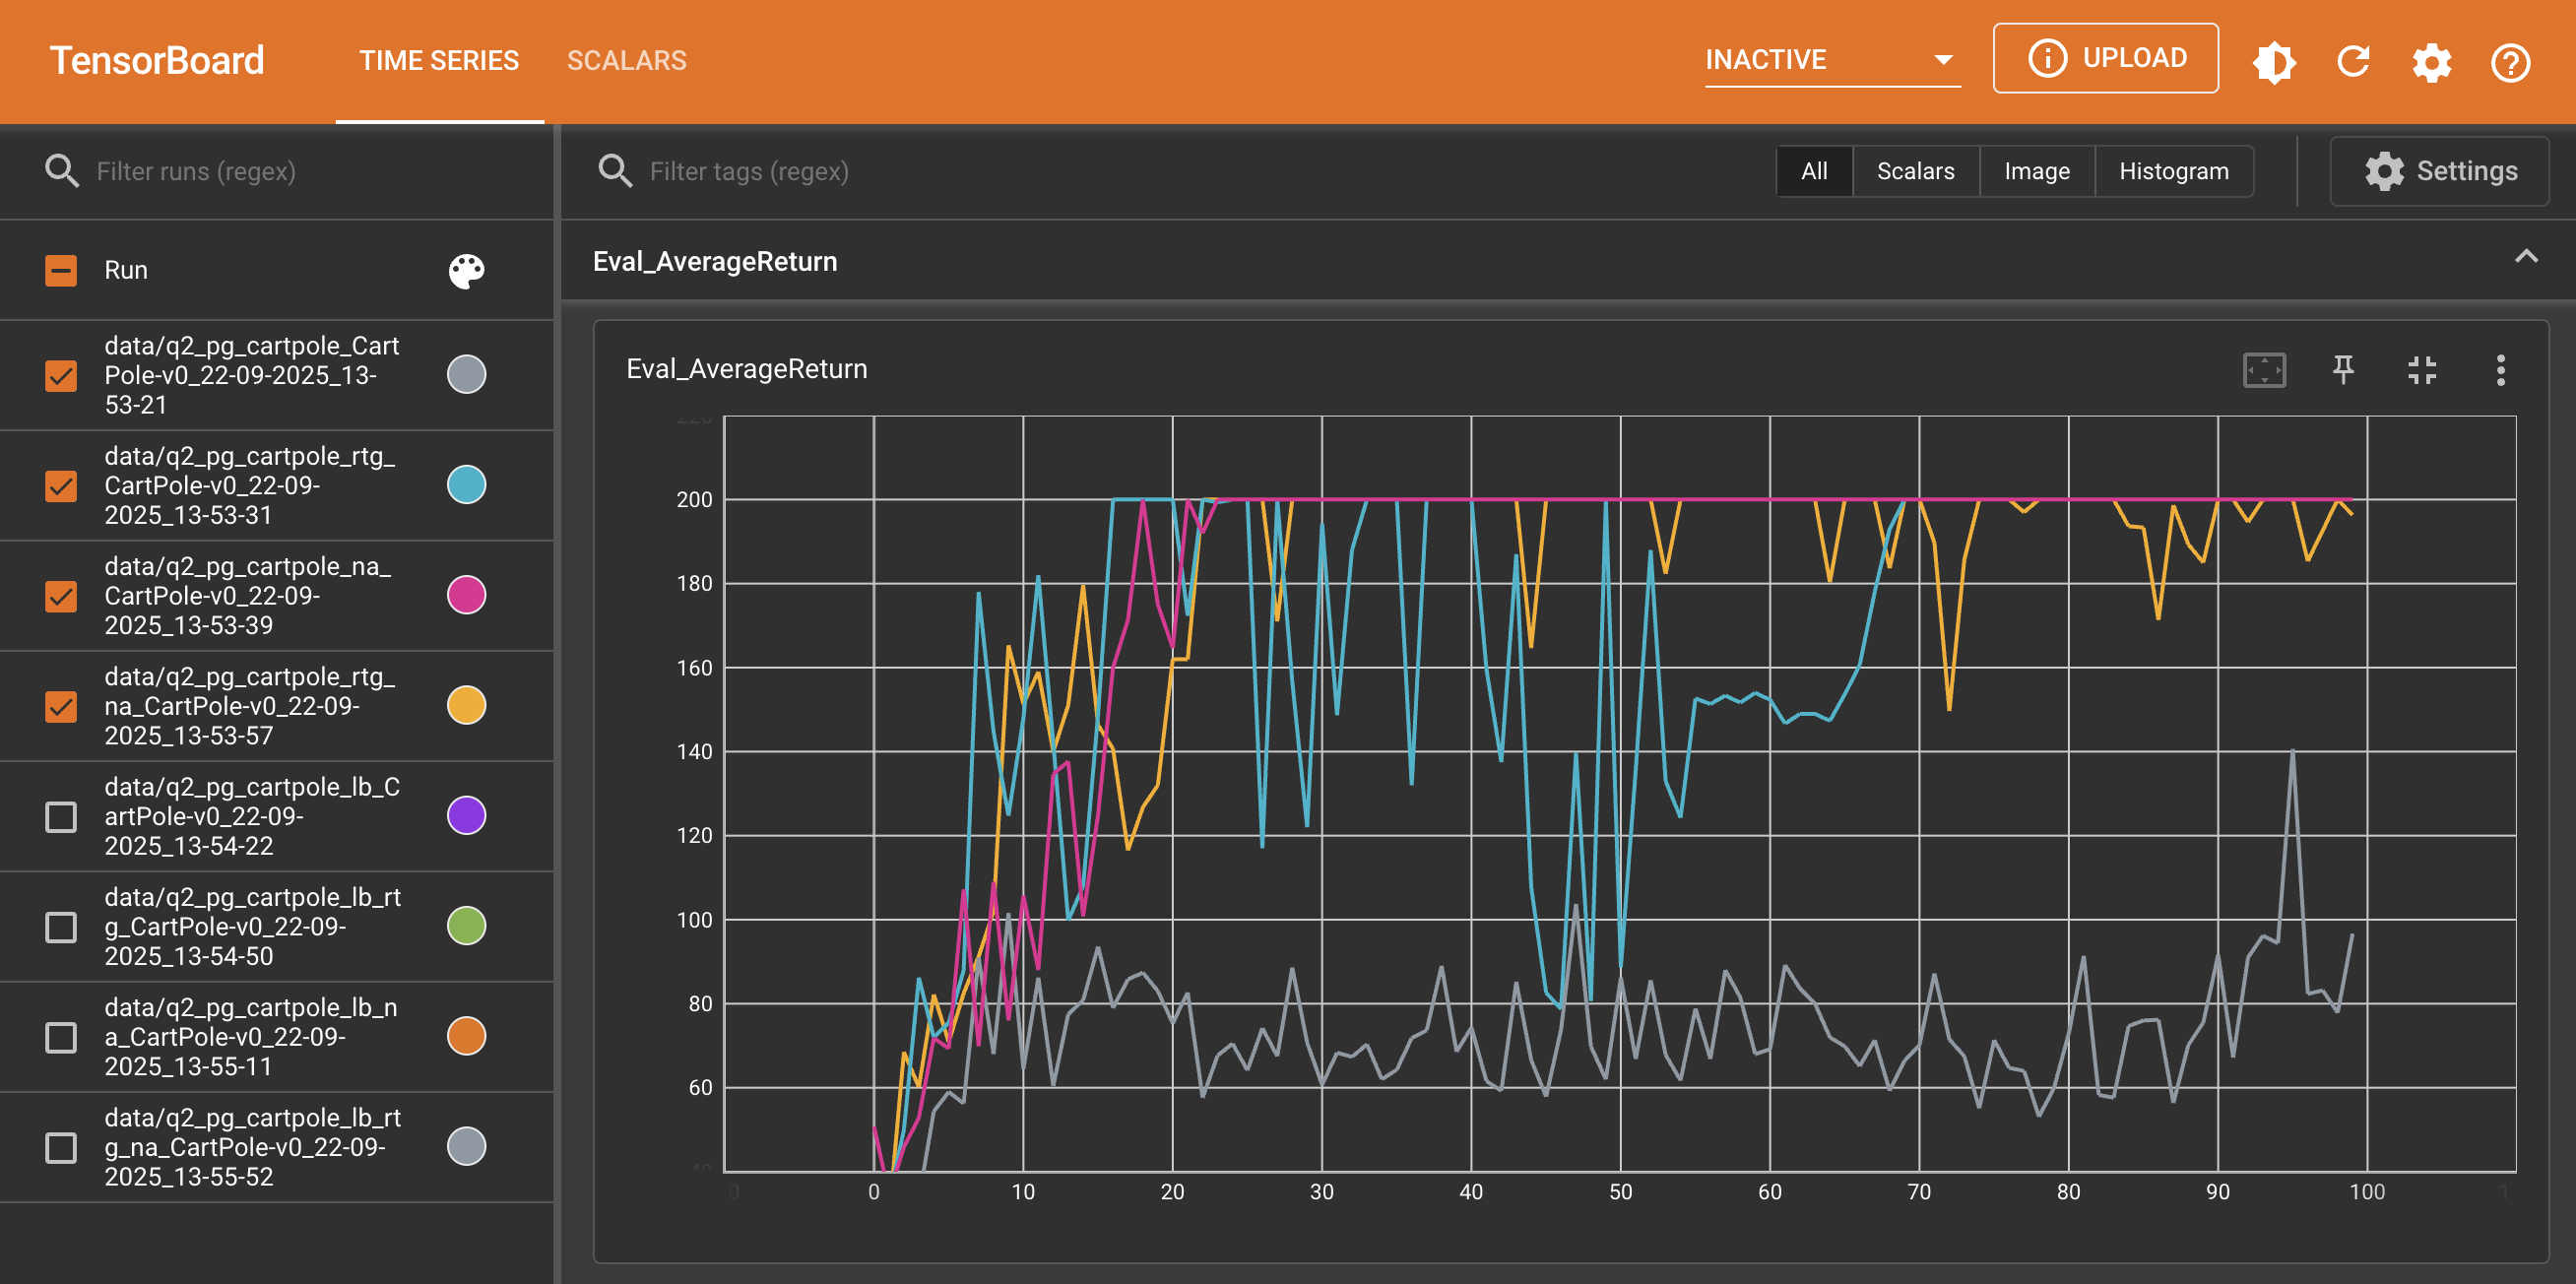 TensorBoard
TIME SERIES
SCALARS
INACTIVE
UPLOAD
Filter runs (regex)
Filter tags (regex)
All
Scalars
Image
Histogram
Settings
Run
data/q2_pg_cartpole_Cart
Pole-v0_22-09-2025_13-
53-21
data/q2_pg_cartpole_rtg_
CartPole-v0_22-09-
2025_13-53-31
data/q2_pg_cartpole_na_
CartPole-v0_22-09-
2025_13-53-39
data/q2_pg_cartpole_rtg_
na_CartPole-v0_22-09-
2025_13-53-57
data/q2_pg_cartpole_lb_C
artPole-v0_22-09-
2025_13-54-22
data/q2_pg_cartpole_lb_rt
g_CartPole-v0_22-09-
2025_13-54-50
data/q2_pg_cartpole_lb_n
a_CartPole-v0_22-09-
2025_13-55-11
data/q2_pg_cartpole_lb_rt
g_na_CartPole-v0_22-09-
2025_13-55-52
Eval_AverageReturn
Eval_AverageReturn
220
200
180
160
140
120
100
80
60
40
0
0
10
20
30
40
50
60
70
80
90
100